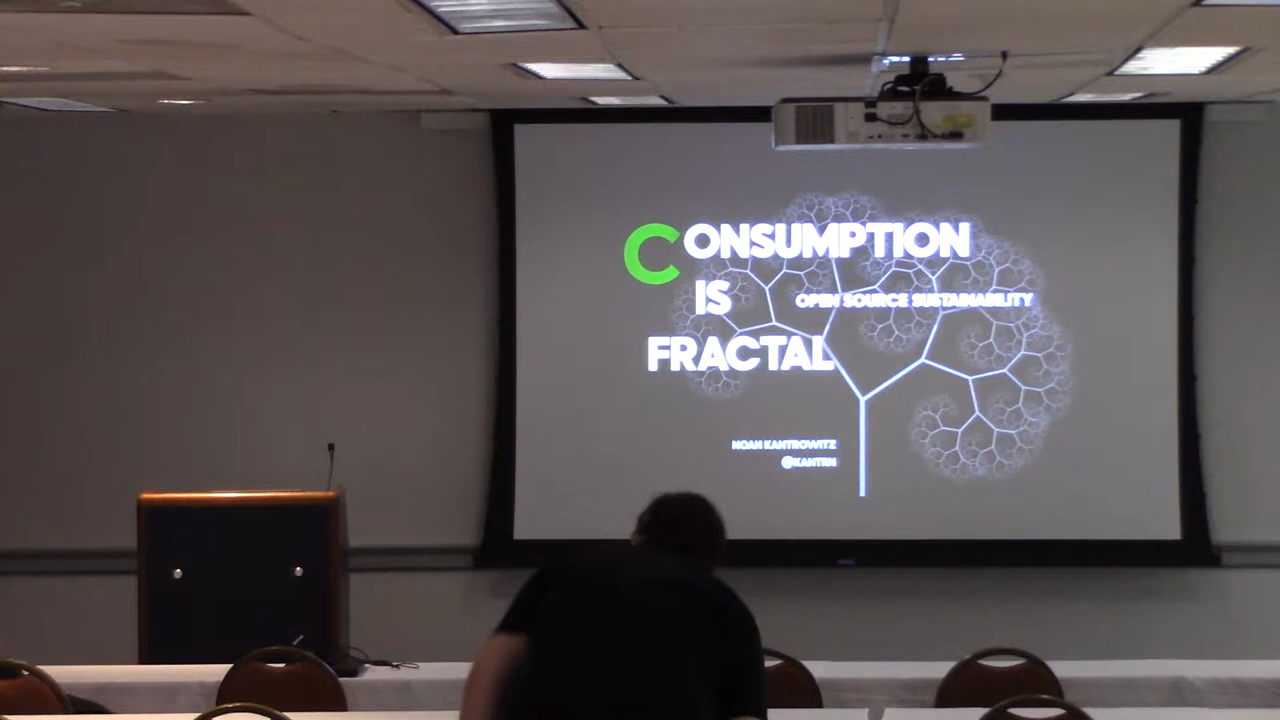 CONSUMPTION
IS
OPEN SOURCE SUSTAINABILITY
FRACTAL
NOAH KANTROWITZ
@KANTRN